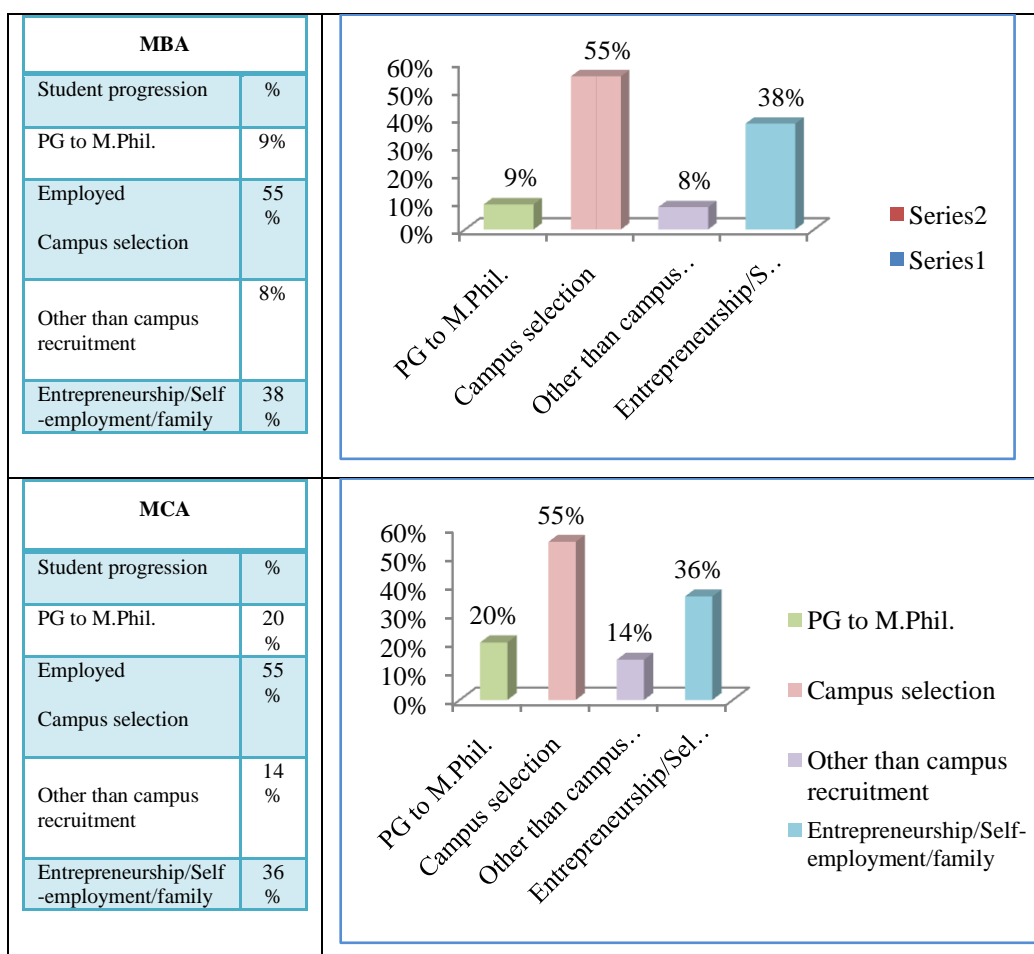 MBA
Student progression %
PG to M.Phil. 9%
Employed 55
%
Campus selection
8%
Other than campus
recruitment
Entrepreneurship/Self 38
-employment/family %
60%
50%
40%
30%
20%
10%
0%
9%
55%
8%
38%
PG to M.Phil.
Campus selection
Other than campus…
Entrepreneurship/S…
Series2
Series1
MCA
Student progression %
PG to M.Phil. 20
%
Employed 55
%
Campus selection
14
%
Other than campus
recruitment
Entrepreneurship/Self 36
-employment/family %
60%
50%
40%
30%
20%
10%
0%
20%
55%
14%
36%
PG to M.Phil.
Campus selection
Other than campus…
Entrepreneurship/Sel…
PG to M.Phil.
Campus selection
Other than campus
recruitment
Entrepreneurship/Self-
employment/family